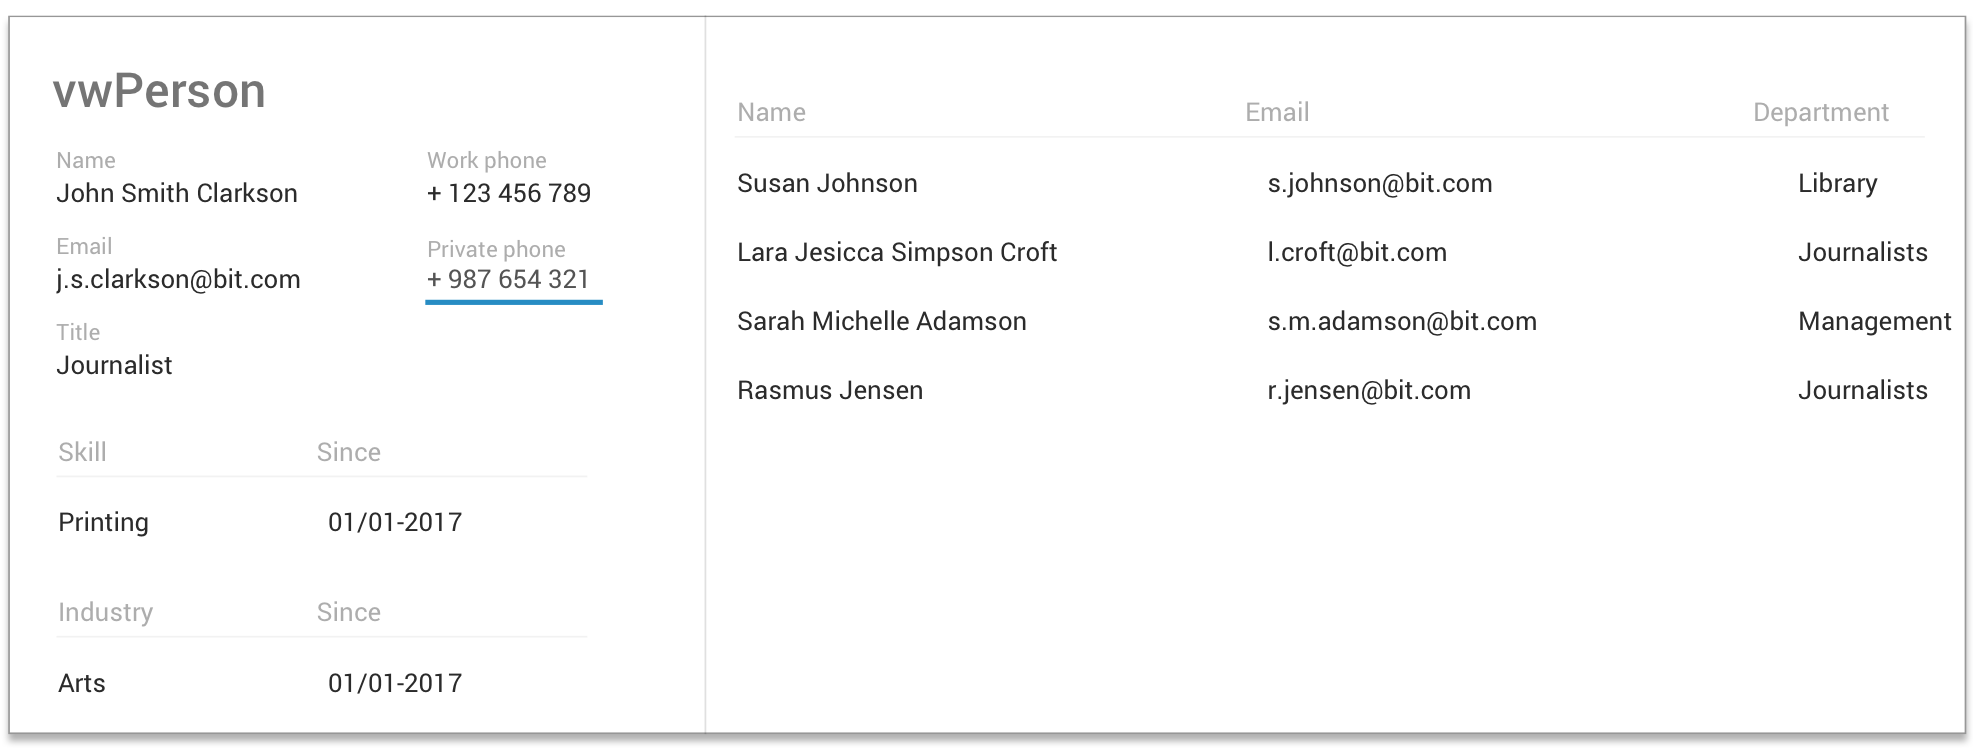 vwPerson
Name Work phone
John Smith Clarkson + 123 456 789
Email Private phone
j.s.clarkson@bit.com + 987 654 321
Title
Journalist
Skill Since
Printing 01/01-2017
Industry Since
Arts 01/01-2017
Name Email Department
Susan Johnson s.johnson@bit.com Library
Lara Jesicca Simpson Croft l.croft@bit.com Journalists
Sarah Michelle Adamson s.m.adamson@bit.com Management
Rasmus Jensen r.jensen@bit.com Journalists